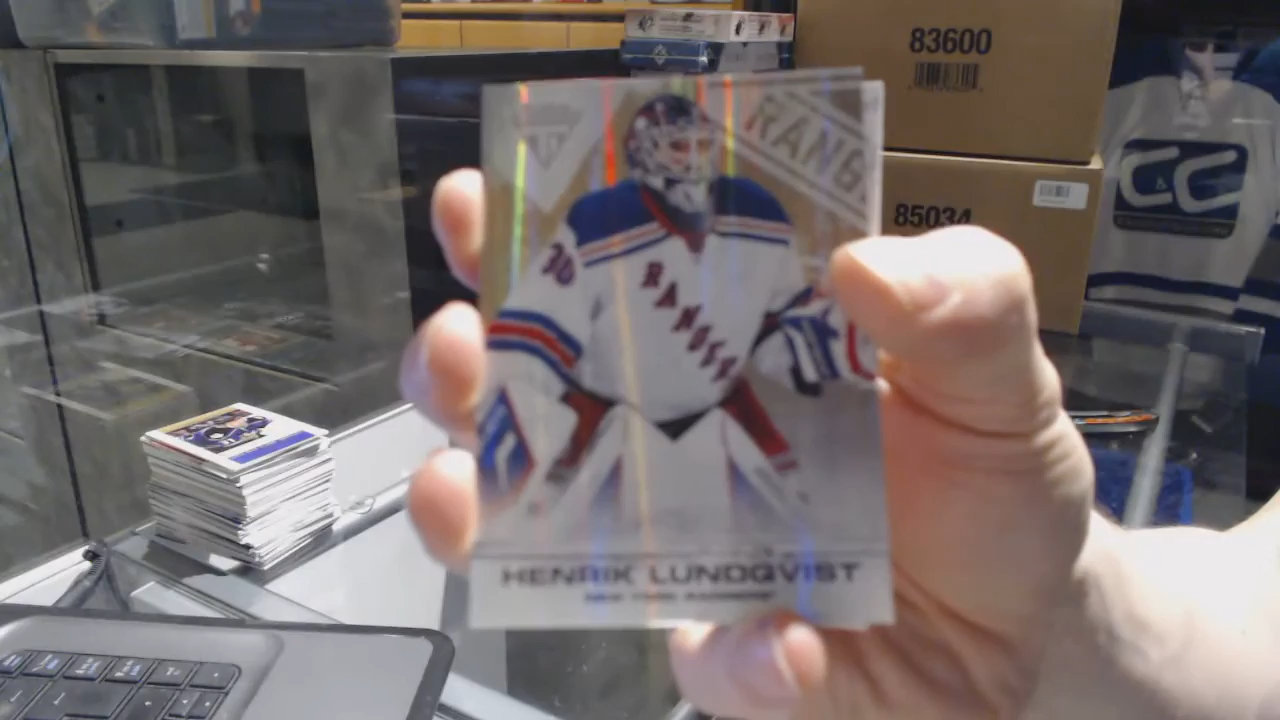 83600
85034
RANG
30
RANGERS
HENRIK LUNDQVIST
NEW YORK RANGERS
C&C